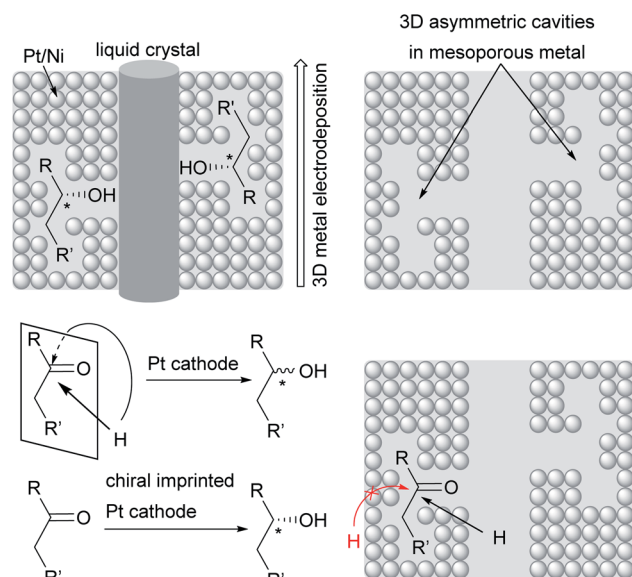 Pt/Ni
liquid crystal
3D asymmetric cavities
in mesoporous metal
R'
HO
*
R
R
OH
*
R'
3D metal electrodeposition
R
O
H
R'
Pt cathode
R
OH
*
R'
R
O
R'
chiral imprinted
Pt cathode
R
OH
*
R'
R
O
H
H
R'